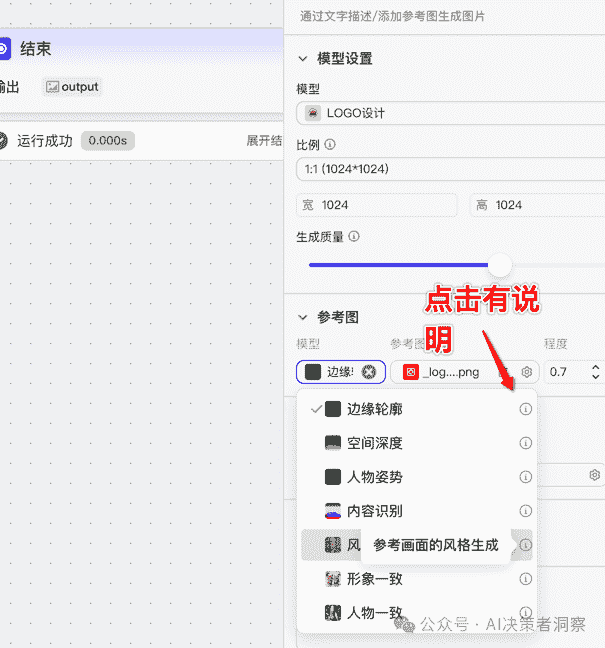 通过文字描述/添加参考图生成图片
结束
模型设置
输出
output
模型
LOGO设计
运行成功
0.000s
展开结
比例
1:1 (1024*1024)
宽 1024
高 1024
生成质量
点击有说
明
参考图
模型
参考图
程度
边缘
_log....png
0.7
边缘轮廓
空间深度
人物姿势
内容识别
风
参考画面的风格生成
形象一致
人物一致
公众号 · AI决策者洞察